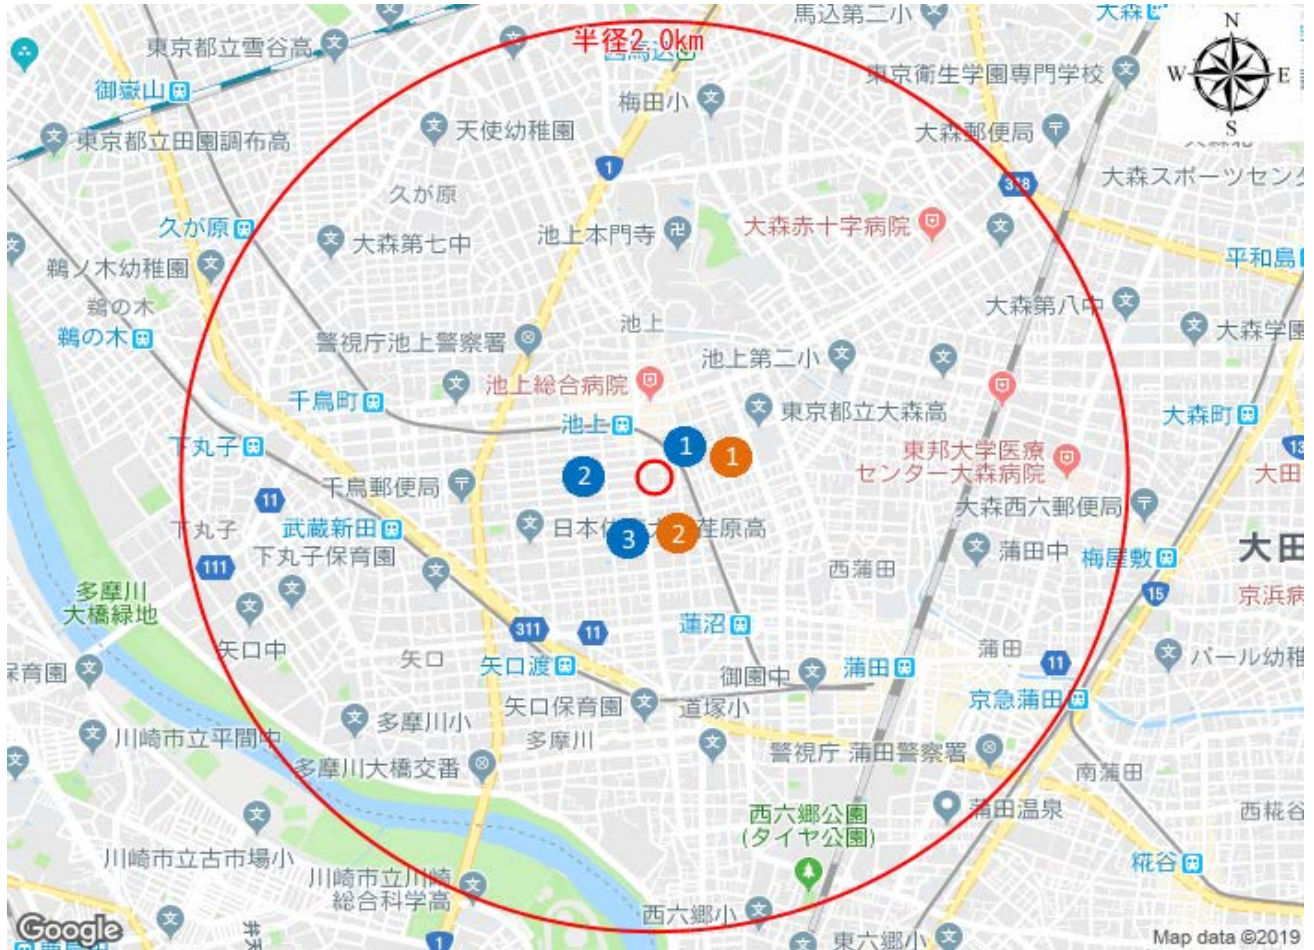 馬込第二小
大森
N
W
E
S
東京都立雪谷高
半径2.0km
西馬込
東京衛生学園専門学校
御嶽山
梅田小
東京都立田園調布高
天使幼稚園
大森郵便局
1
318
大森スポーツセンタ
久が原
久が原
大森第七中
池上本門寺
大森赤十字病院
平和島
鵜ノ木幼稚園
鵜の木
大森第八中
鵜の木
池上
大森学園
警視庁池上警察署
池上第二小
池上総合病院
千鳥町
東京都立大森高
大森町
池上
下丸子
1
1
東邦大学医療
センター大森病院
2
大田
千鳥郵便局
11
大森西六郵便局
下丸子
武蔵新田
荏原高
3
2
下丸子保育園
蒲田中
梅屋敷
大田
111
西蒲田
多摩川
大橋緑地
15
京浜病
311
11
蓮沼
矢口中
矢口
矢口渡
蒲田
11
パール幼稚
保育園
御園中
蒲田
矢口保育園
道塚小
京急蒲田
多摩川小
多摩川
川崎市立平間中
多摩川大橋交番
警視庁 蒲田警察署
南蒲田
西六郷公園
(タイヤ公園)
蒲田温泉
西糀谷
川崎市立古市場小
糀谷
川崎市立川崎
総合科学高
西六郷小
Google
1
東六郷小
Map data ©2019